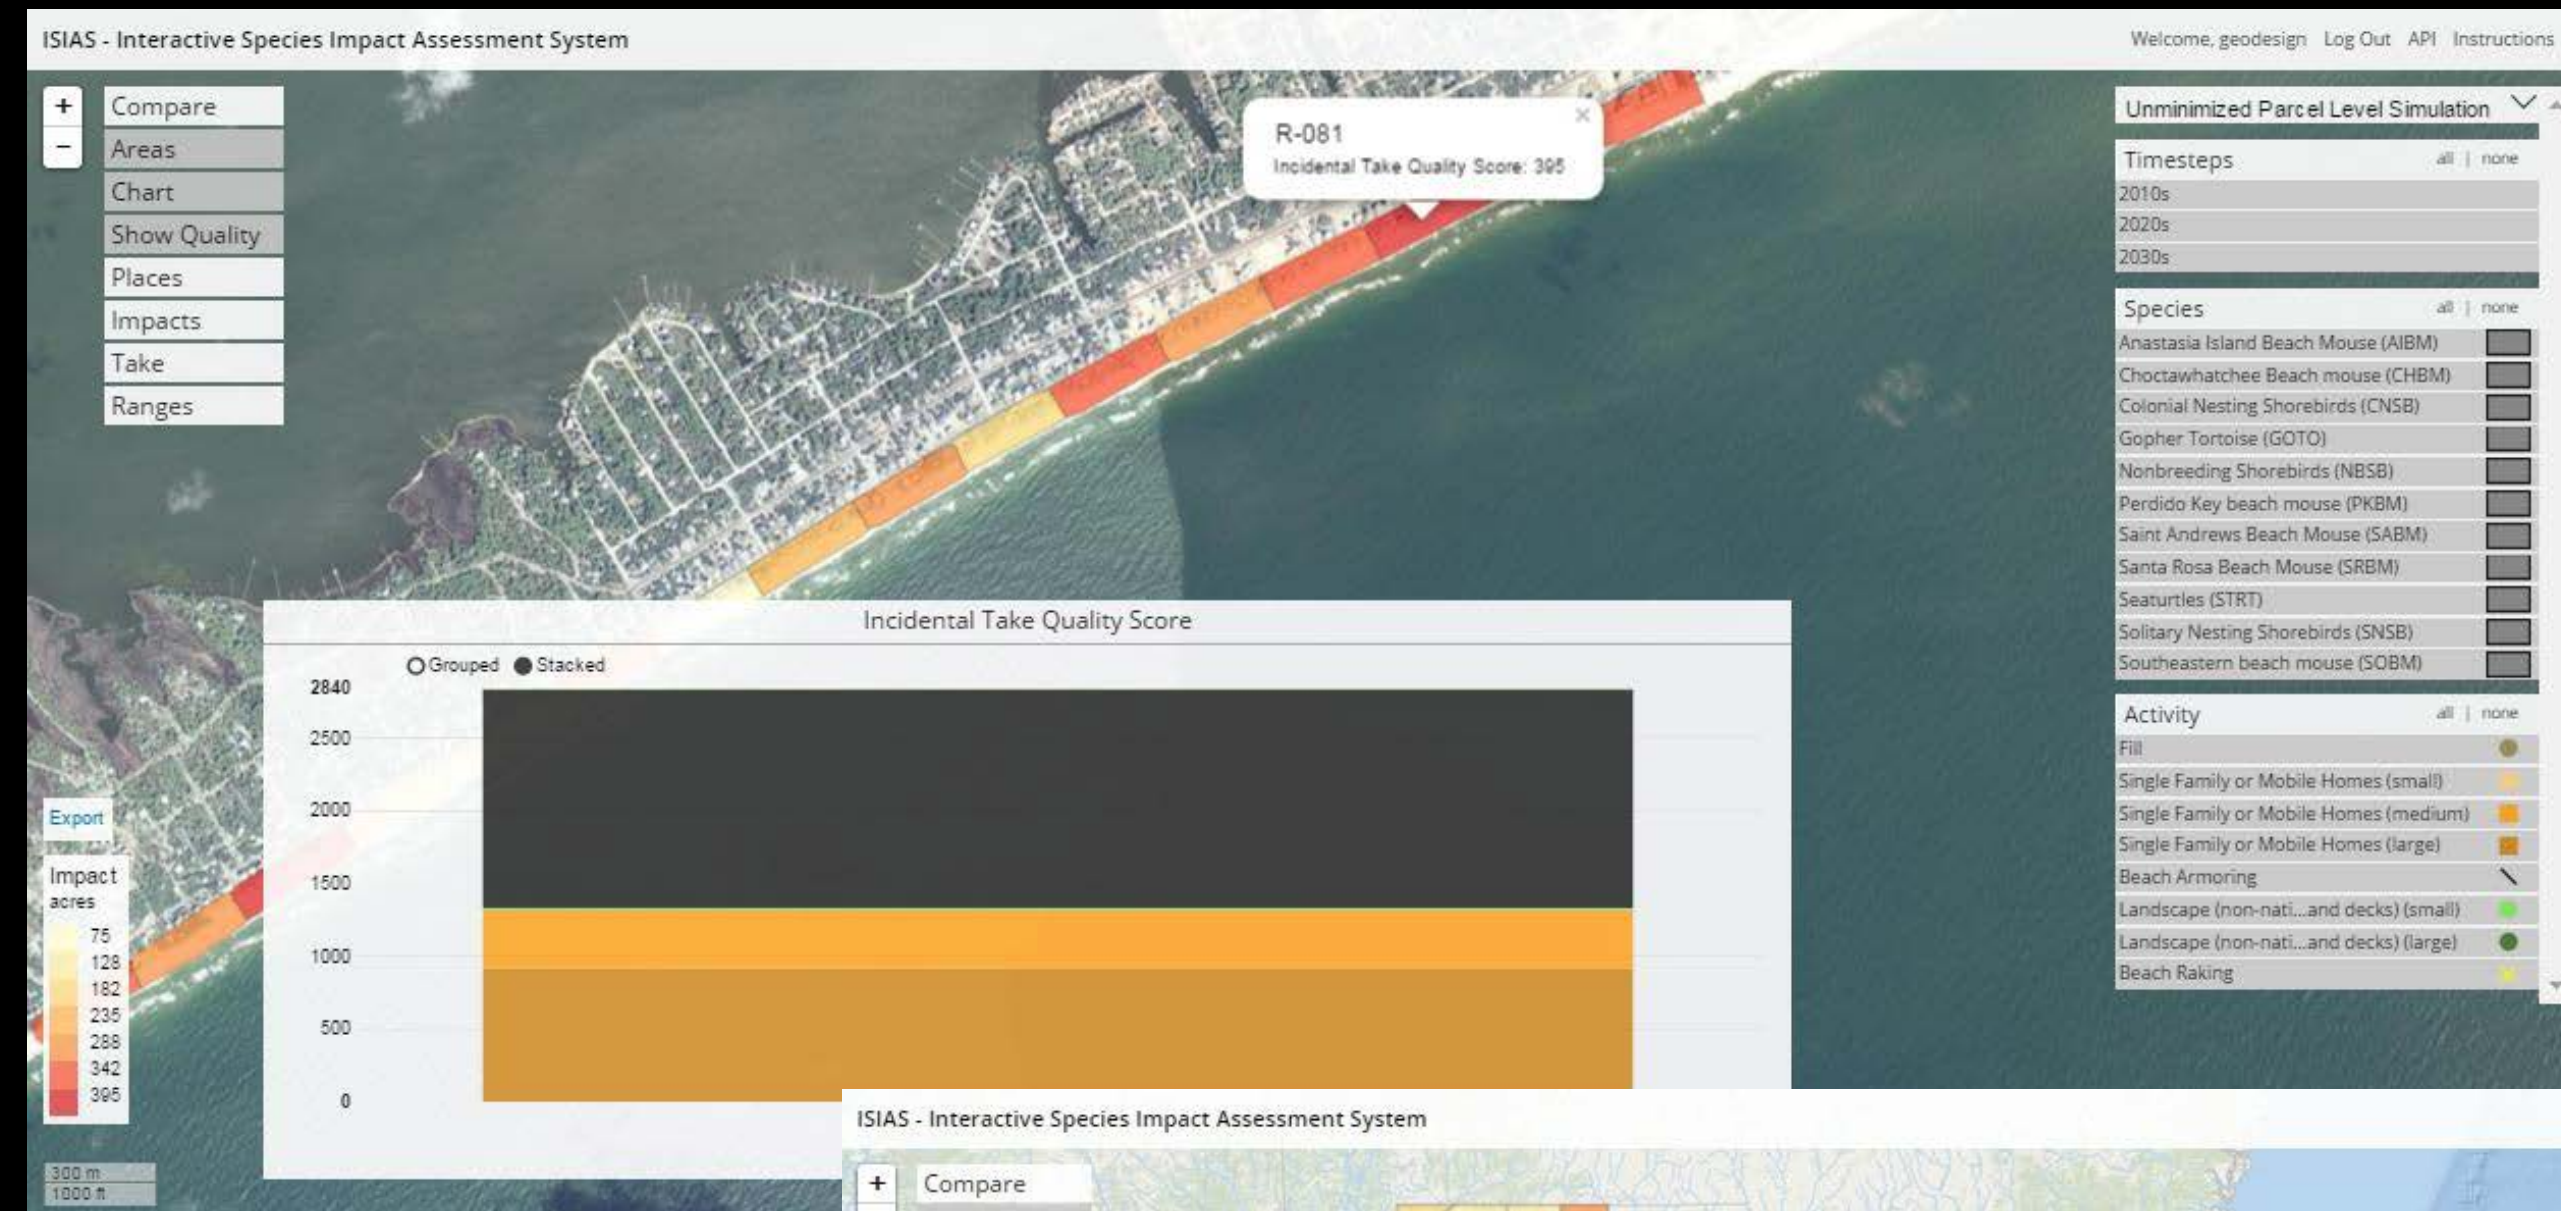 ISIAS - Interactive Species Impact Assessment System
Welcome, geodesign Log Out API Instructions
+
−
Compare
Areas
Chart
Show Quality
Places
Impacts
Take
Ranges
R-081
×
Incidental Take Quality Score: 395
Unminimized Parcel Level Simulation
Timesteps all | none
2010s
2020s
2030s
Species all | none
Anastasia Island Beach Mouse (AIBM)
Choctawhatchee Beach mouse (CHBM)
Colonial Nesting Shorebirds (CNSB)
Gopher Tortoise (GOTO)
Nonbreeding Shorebirds (NBSB)
Perdido Key beach mouse (PKBM)
Saint Andrews Beach Mouse (SABM)
Santa Rosa Beach Mouse (SRBM)
Seaturtles (STRT)
Solitary Nesting Shorebirds (SNSB)
Southeastern beach mouse (SOBM)
Activity all | none
Fill
Single Family or Mobile Homes (small)
Single Family or Mobile Homes (medium)
Single Family or Mobile Homes (large)
Beach Armoring
Landscape (non-nati...and decks) (small)
Landscape (non-nati...and decks) (large)
Beach Raking
Incidental Take Quality Score
Grouped Stacked
2840
2500
2000
1500
1000
500
0
Export
Impact
acres
75
128
182
235
288
342
395
300 m
1000 ft
ISIAS - Interactive Species Impact Assessment System
+
Compare